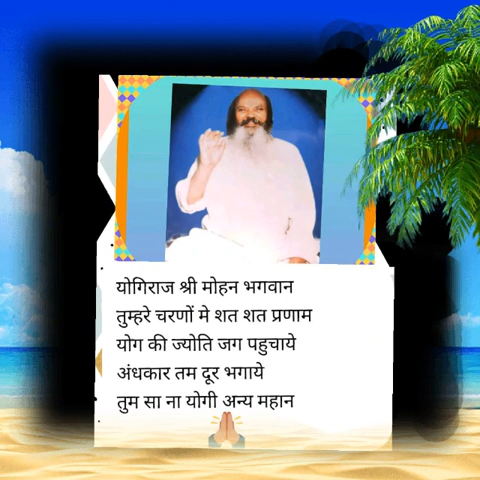 योगिराज श्री मोहन भगवान
तुम्हरे चरणों मे शत शत प्रणाम
योग की ज्योति जग पहुचाये
अंधकार तम दूर भगाये
तुम सा ना योगी अन्य महान
🙏